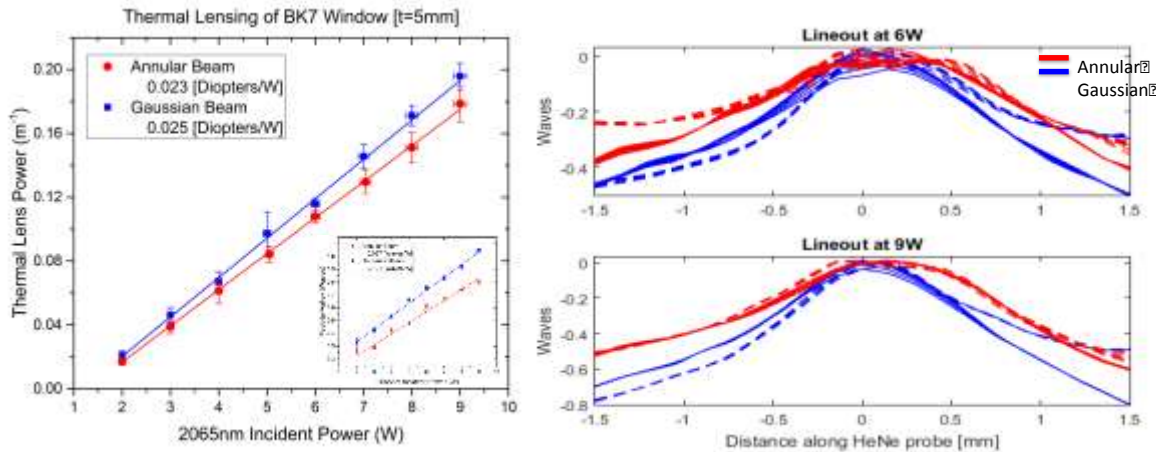 Thermal Lensing of BK7 Window [t=5mm]
Thermal Lens Power (m⁻¹)
0.20
0.16
0.12
0.08
0.04
0.00
Annular Beam
0.023 [Diopters/W]
Gaussian Beam
0.025 [Diopters/W]
1 2 3 4 5 6 7 8 9 10
2065nm Incident Power (W)
Lineout at 6W
Waves
0
-0.2
-0.4
-1.5 -1 -0.5 0 0.5 1 1.5
Annular
Gaussian
Lineout at 9W
Waves
0
-0.2
-0.4
-0.6
-0.8
-1.5 -1 -0.5 0 0.5 1 1.5
Distance along HeNe probe [mm]